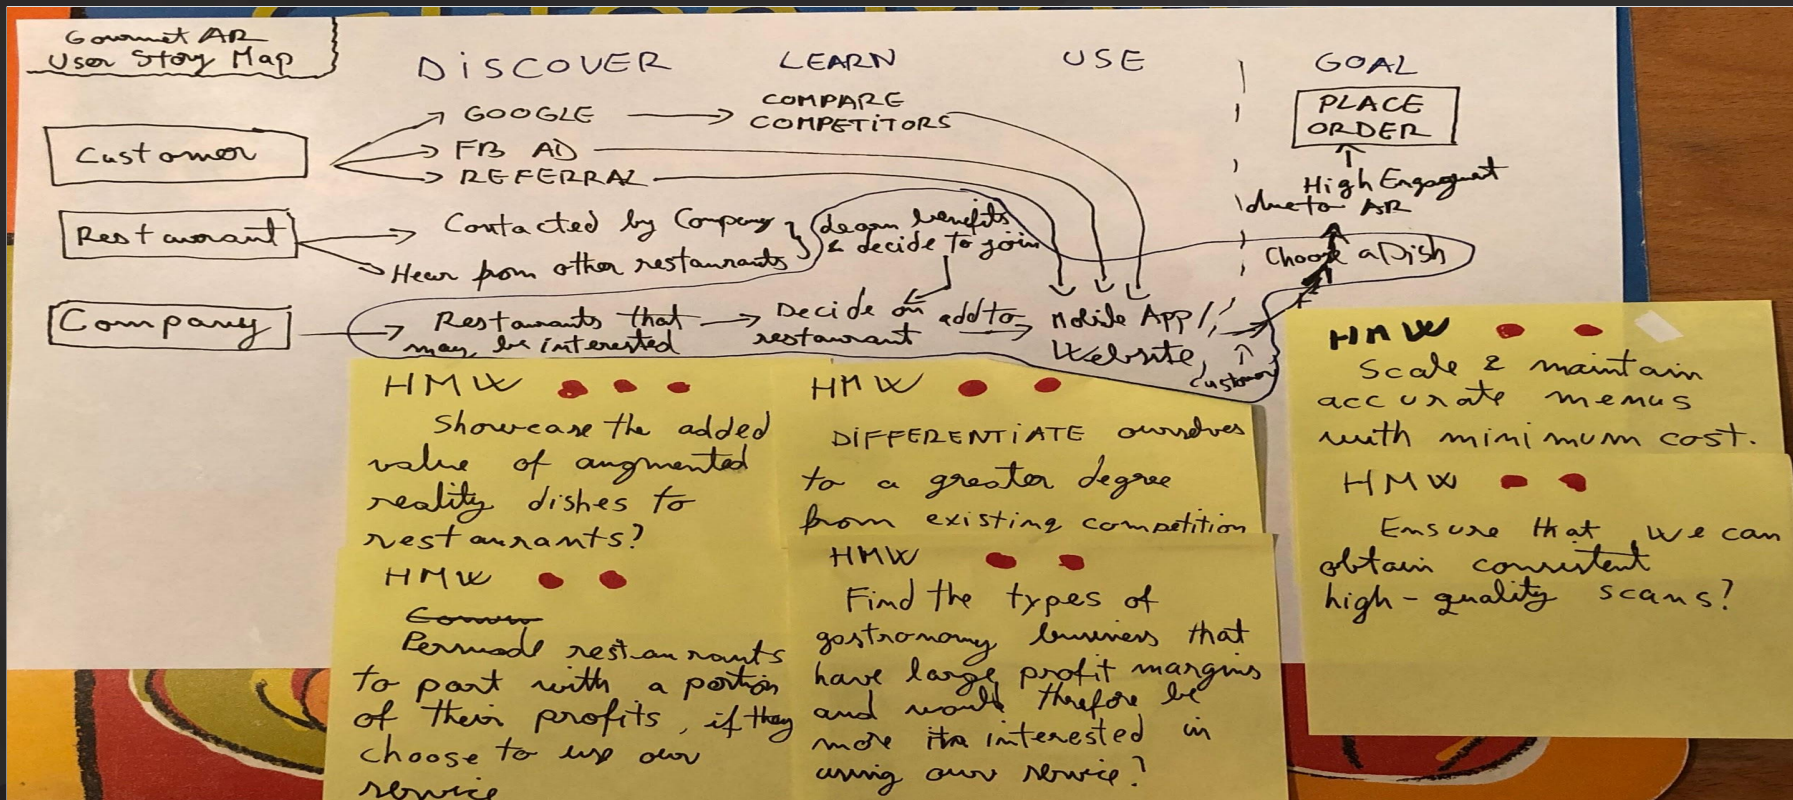 Gourmet AR
User Story Map
DISCOVER
LEARN
USE
GOAL
Customer
GOOGLE
COMPARE
COMPETITORS
FB AD
REFERRAL
PLACE
ORDER
High Engagment
due to AR
Restaurant
Contacted by Company
Hear from other restaurants
learn benefits
& decide to join
Choose a Dish
Company
Restaurants that
may be interested
Decide on
restaurant
add to
Mobile App/
Website
Customer
HMW
Showcase the added
value of augmented
reality dishes to
restaurants?
HMW
DIFFERENTIATE ourselves
to a greater degree
from existing competition
HMW
Scale & maintain
accurate menus
with minimum cost.
HMW
Persuade restaurants
to part with a portion
of their profits, if they
choose to use our
service
HMW
Find the types of
gastronomy business that
have large profit margins
and would therefore be
more interested in
using our service?
HMW
Ensure that we can
obtain consistent
high-quality scans?